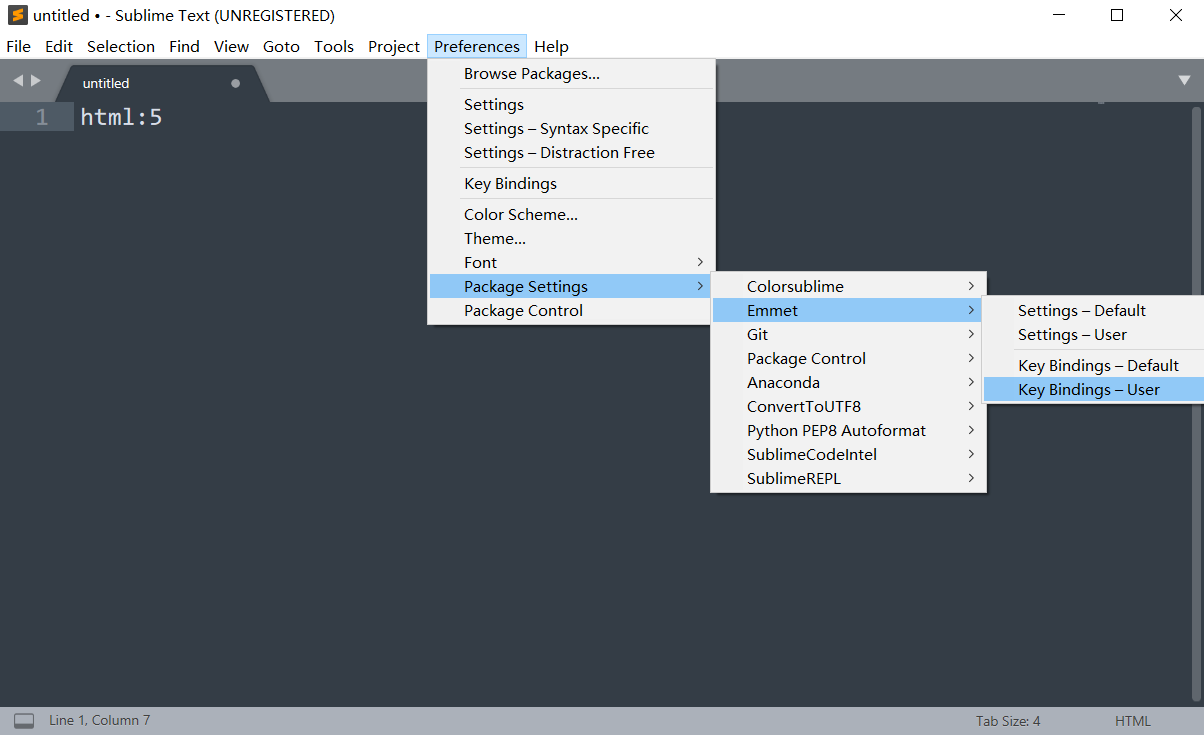 untitled • - Sublime Text (UNREGISTERED)
File Edit Selection Find View Goto Tools Project Preferences Help
untitled
1 html:5
Browse Packages...
Settings
Settings – Syntax Specific
Settings – Distraction Free
Key Bindings
Color Scheme...
Theme...
Font
Package Settings
Package Control
Colorsublime
Emmet
Git
Package Control
Anaconda
ConvertToUTF8
Python PEP8 Autoformat
SublimeCodeIntel
SublimeREPL
Settings – Default
Settings – User
Key Bindings – Default
Key Bindings – User
Line 1, Column 7
Tab Size: 4
HTML